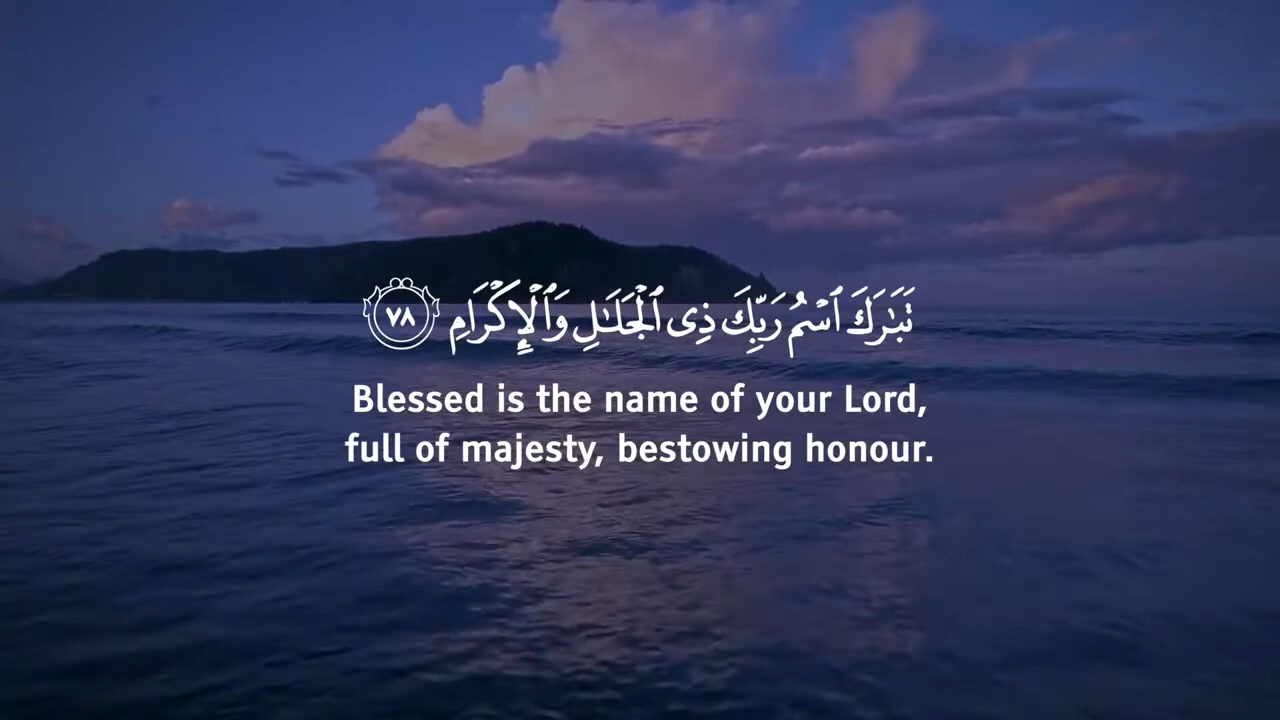 تَبَـٰرَكَ ٱسْمُ رَبِّكَ ذِى ٱلْجَلَـٰلِ وَٱلْإِكْرَامِ ٧٨
Blessed is the name of your Lord,
full of majesty, bestowing honour.